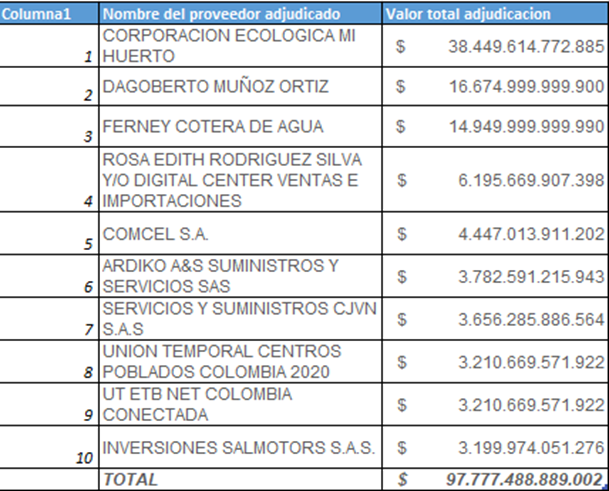 Columna1 Nombre del proveedor adjudicado Valor total adjudicacion
CORPORACION ECOLOGICA MI
1 HUERTO $ 38.449.614.772.885
2 DAGOBERTO MUÑOZ ORTIZ $ 16.674.999.999.900
3 FERNEY COTERA DE AGUA $ 14.949.999.999.990
ROSA EDITH RODRIGUEZ SILVA
Y/O DIGITAL CENTER VENTAS E $ 6.195.669.907.398
4 IMPORTACIONES
5 COMCEL S.A. $ 4.447.013.911.202
ARDIKO A&S SUMINISTROS Y
6 SERVICIOS SAS $ 3.782.591.215.943
SERVICIOS Y SUMINISTROS CJVN
7 S.A.S $ 3.656.285.886.564
UNION TEMPORAL CENTROS
8 POBLADOS COLOMBIA 2020 $ 3.210.669.571.922
UT ETB NET COLOMBIA
9 CONECTADA $ 3.210.669.571.922
10 INVERSIONES SALMOTORS S.A.S. $ 3.199.974.051.276
TOTAL $ 97.777.488.889.002